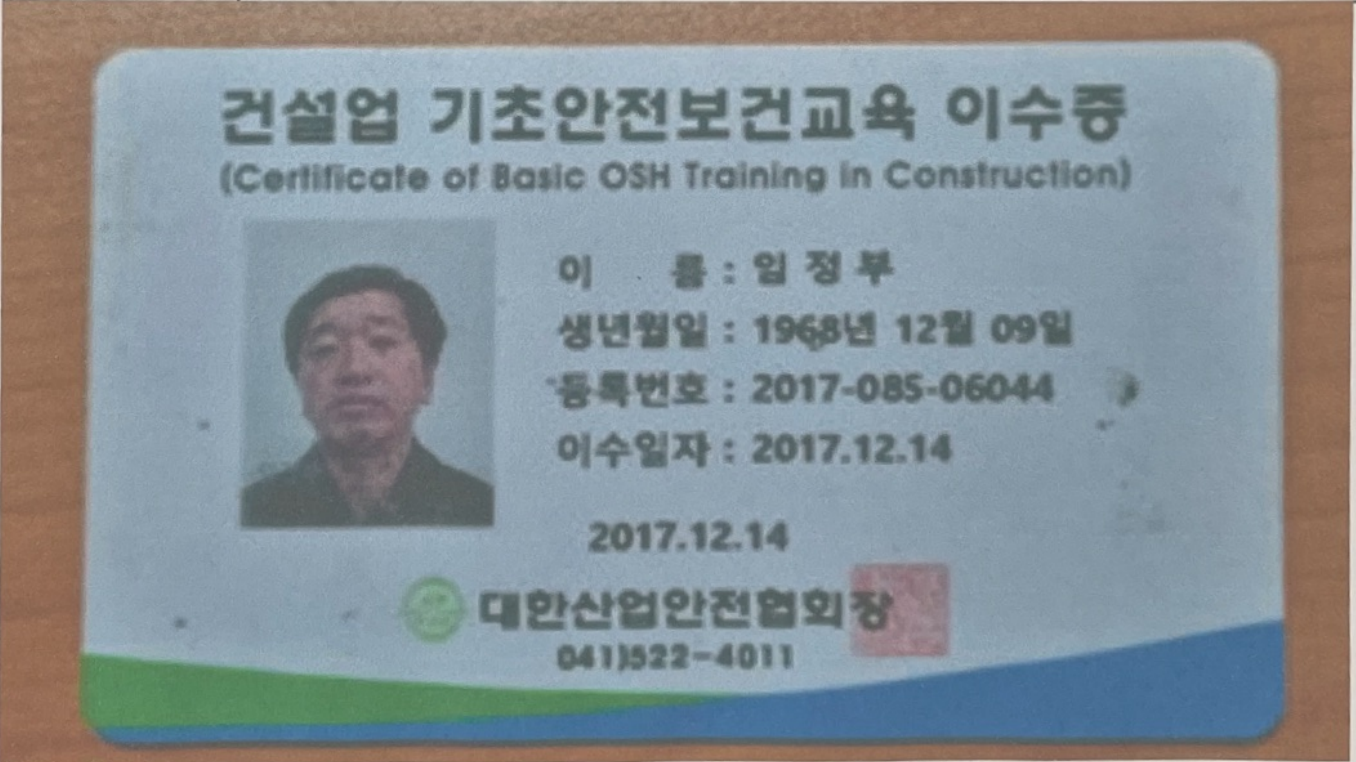 건설업 기초안전보건교육 이수증
(Certificate of Basic OSH Training in Construction)
이 름 : 임정부
생년월일 : 1968년 12월 09일
등록번호 : 2017-085-06044
이수일자 : 2017.12.14
2017.12.14
대한산업안전협회장
041)522-4011